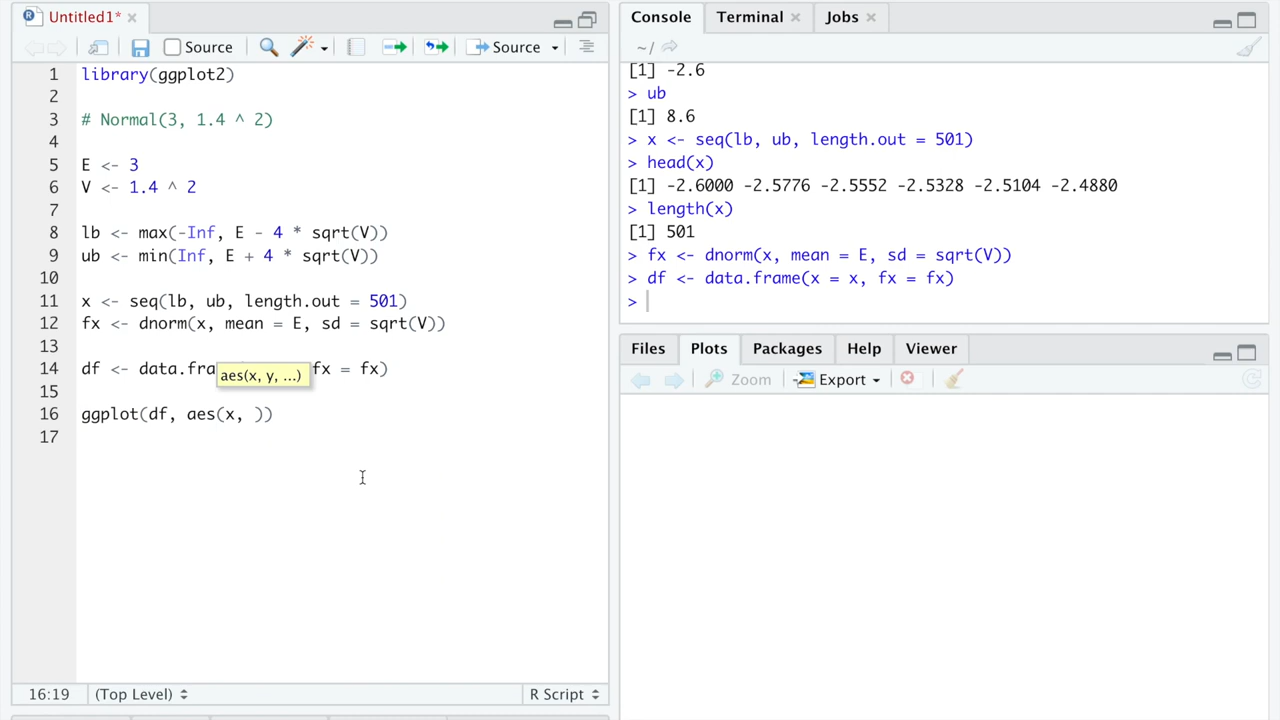 Untitled1*
Source
Source
1 library(ggplot2)
2
3 # Normal(3, 1.4 ^ 2)
4
5 E <- 3
6 V <- 1.4 ^ 2
7
8 lb <- max(-Inf, E - 4 * sqrt(V))
9 ub <- min(Inf, E + 4 * sqrt(V))
10
11 x <- seq(lb, ub, length.out = 501)
12 fx <- dnorm(x, mean = E, sd = sqrt(V))
13
14 df <- data.fra fx = fx)
aes(x, y, ...)
15
16 ggplot(df, aes(x, ))
17
16:19 (Top Level) R Script
Console Terminal Jobs
~/
[1] -2.6
> ub
[1] 8.6
> x <- seq(lb, ub, length.out = 501)
> head(x)
[1] -2.6000 -2.5776 -2.5552 -2.5328 -2.5104 -2.4880
> length(x)
[1] 501
> fx <- dnorm(x, mean = E, sd = sqrt(V))
> df <- data.frame(x = x, fx = fx)
>
Files Plots Packages Help Viewer
Zoom Export